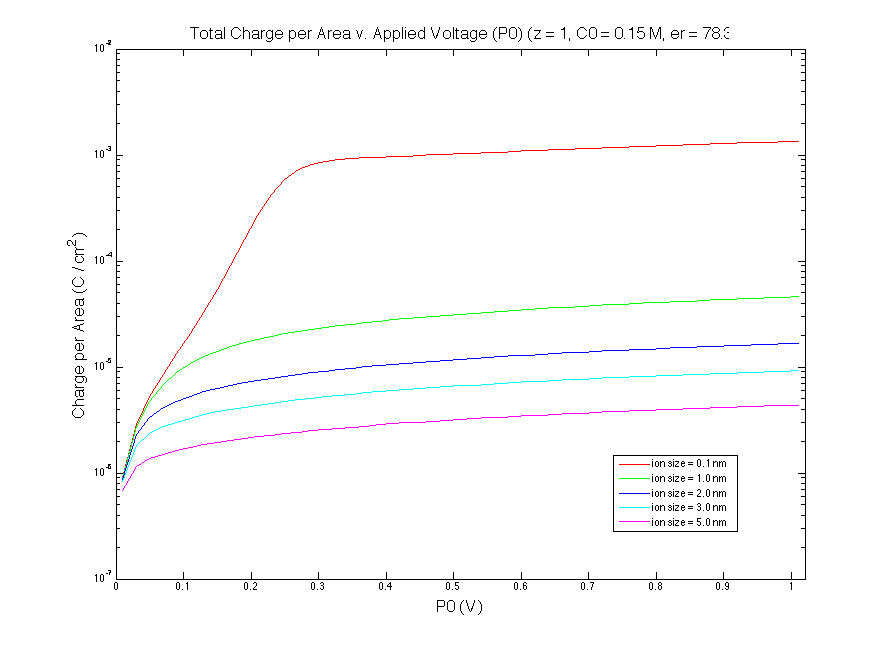 Total Charge per Area v. Applied Voltage (P0) (z = 1, C0 = 0.15 M, er = 78.3
10^-2
10^-3
10^-4
10^-5
10^-6
10^-7
Charge per Area (C / cm^2)
ion size = 0.1 nm
ion size = 1.0 nm
ion size = 2.0 nm
ion size = 3.0 nm
ion size = 5.0 nm
0 0.1 0.2 0.3 0.4 0.5 0.6 0.7 0.8 0.9 1
P0 (V)